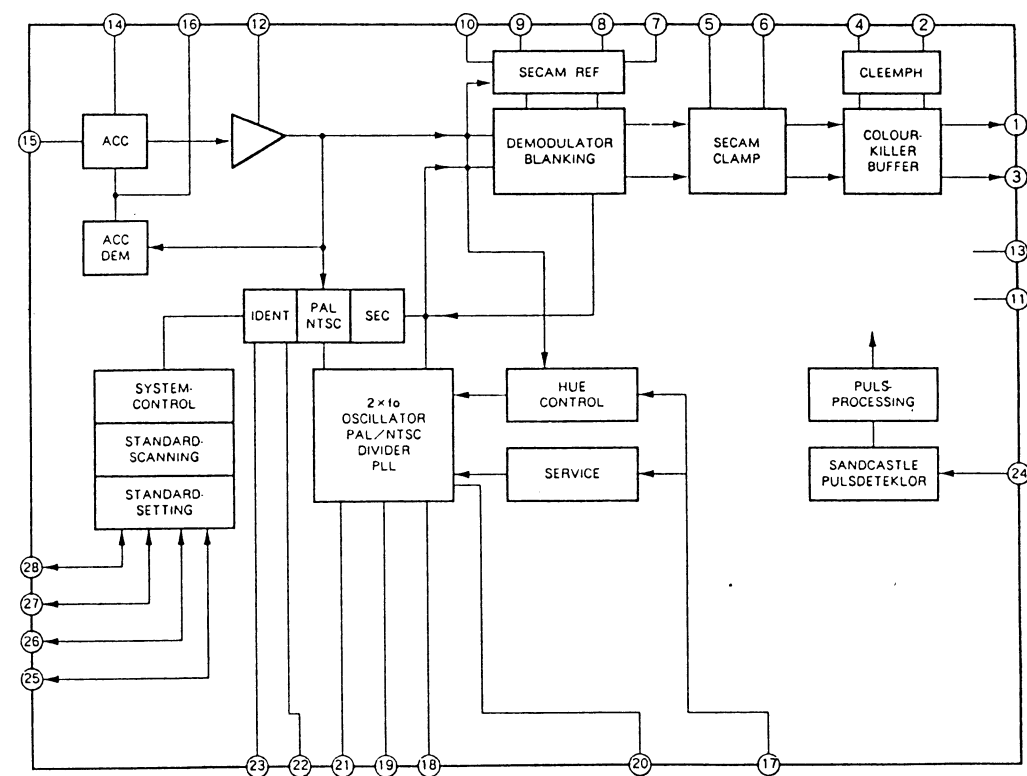 14
16
12
10
9
8
7
5
6
4
2
SECAM REF
CLEEMPH
15
ACC
DEMODULATOR
BLANKING
SECAM
CLAMP
COLOUR-
KILLER
BUFFER
1
3
ACC
DEM
13
11
IDENT
PAL
NTSC
SEC
SYSTEM-
CONTROL
STANDARD-
SCANNING
STANDARD-
SETTING
2×fo
OSCILLATOR
PAL/NTSC
DIVIDER
PLL
HUE
CONTROL
SERVICE
PULS-
PROCESSING
SANDCASTLE
PULSDETEKLOR
24
28
27
26
25
23
22
21
19
18
20
17